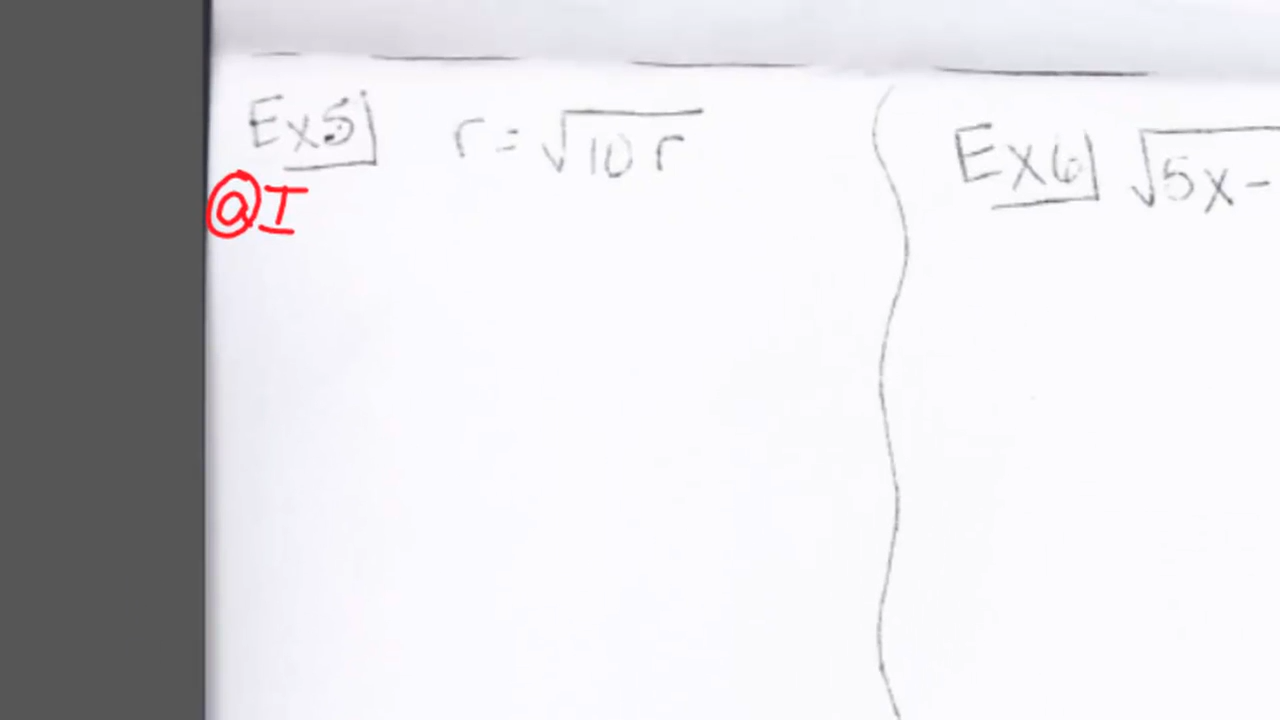 Ex5 r = √10r
@I
Ex6 √5x -